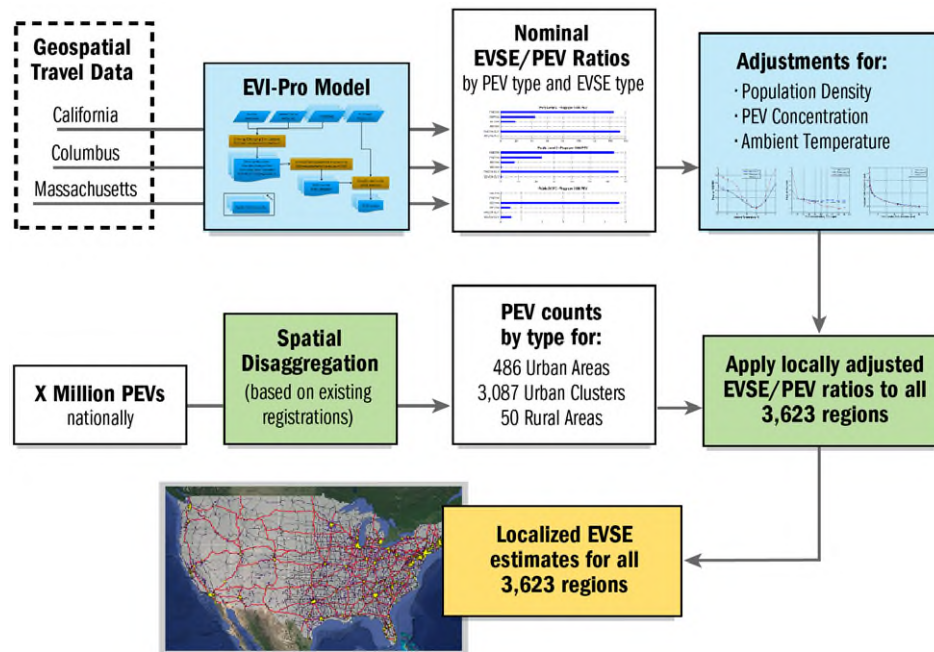 Geospatial
Travel Data
California
Columbus
Massachusetts
EVI-Pro Model
Nominal
EVSE/PEV Ratios
by PEV type and EVSE type
Adjustments for:
· Population Density
· PEV Concentration
· Ambient Temperature
X Million PEVs
nationally
Spatial
Disaggregation
(based on existing
registrations)
PEV counts
by type for:
486 Urban Areas
3,087 Urban Clusters
50 Rural Areas
Apply locally adjusted
EVSE/PEV ratios to all
3,623 regions
Localized EVSE
estimates for all
3,623 regions